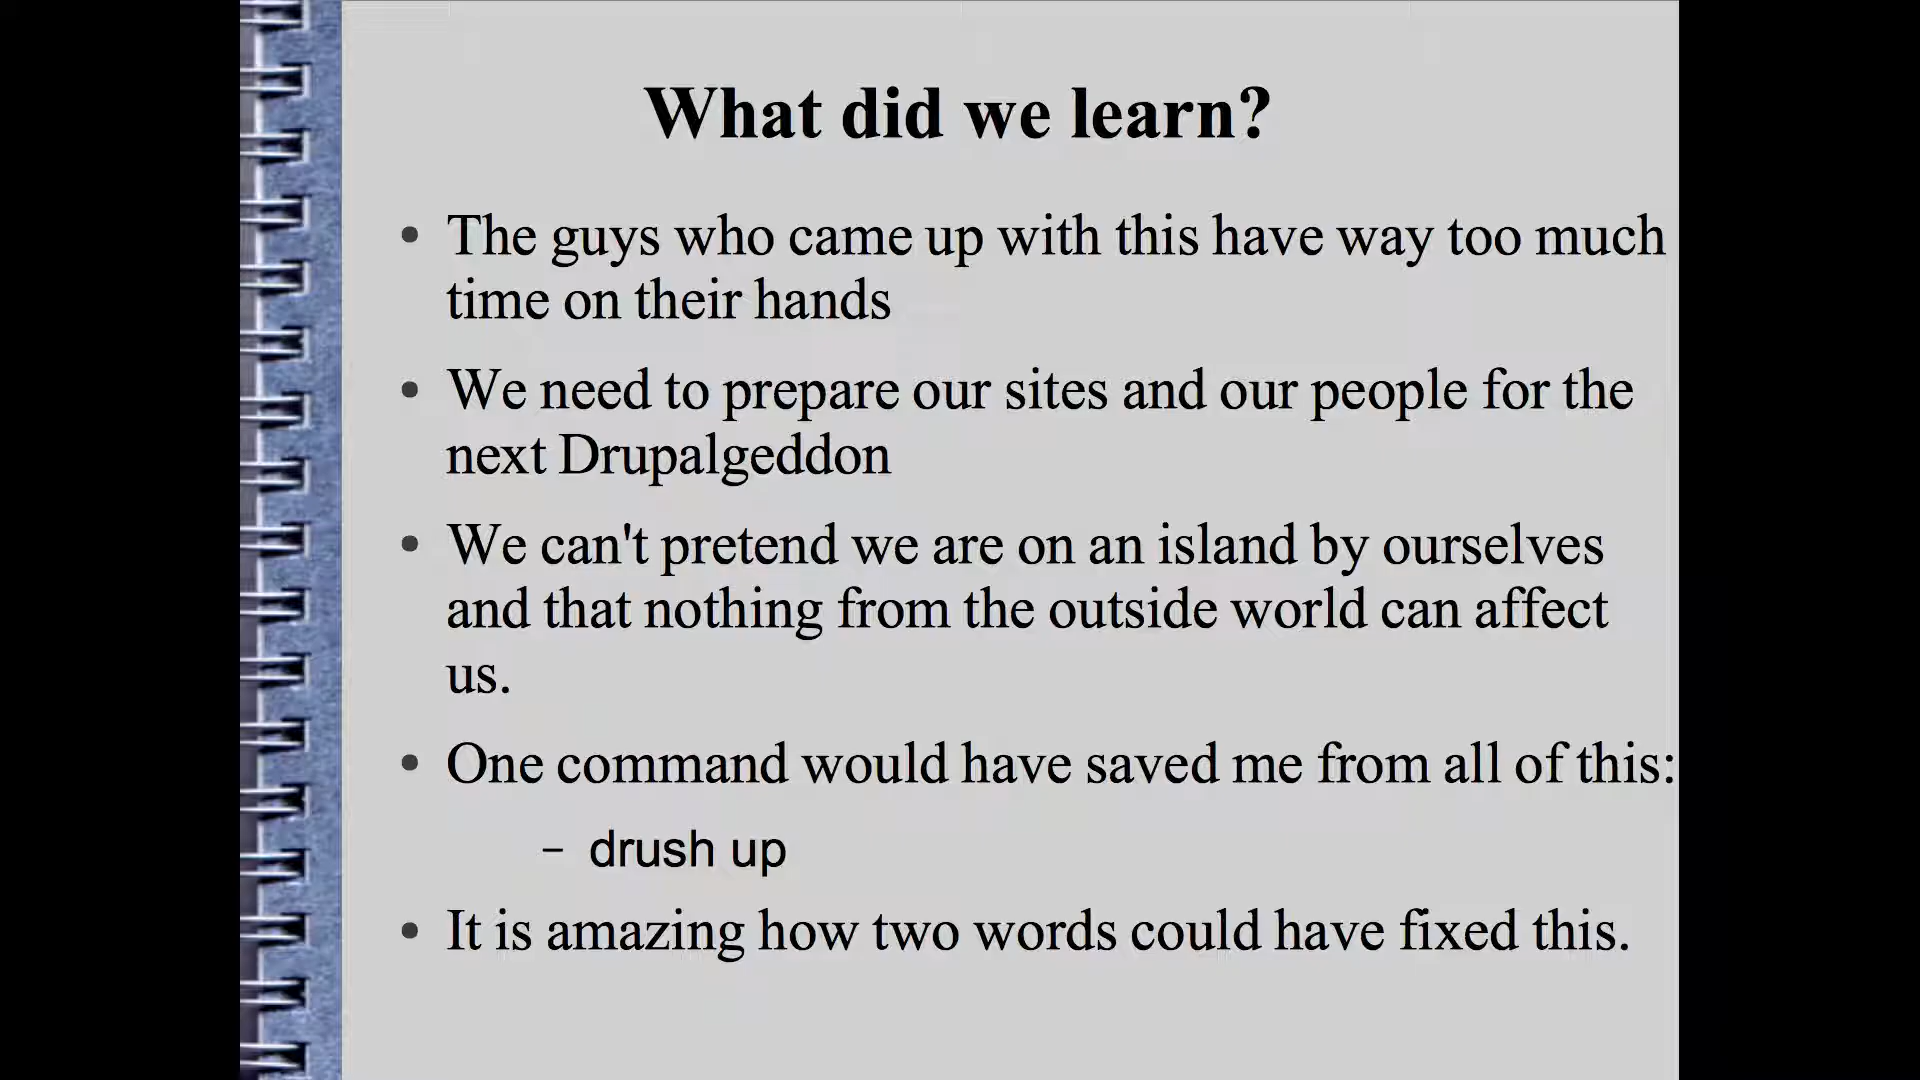 What did we learn?
• The guys who came up with this have way too much
time on their hands
• We need to prepare our sites and our people for the
next Drupalgeddon
• We can't pretend we are on an island by ourselves
and that nothing from the outside world can affect
us.
• One command would have saved me from all of this:
– drush up
• It is amazing how two words could have fixed this.